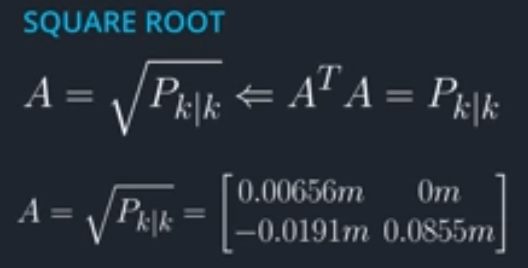 SQUARE ROOT
A = √P_{k|k} ⇐ A^T A = P_{k|k}
A = √P_{k|k} = [0.00656m 0m
−0.0191m 0.0855m]